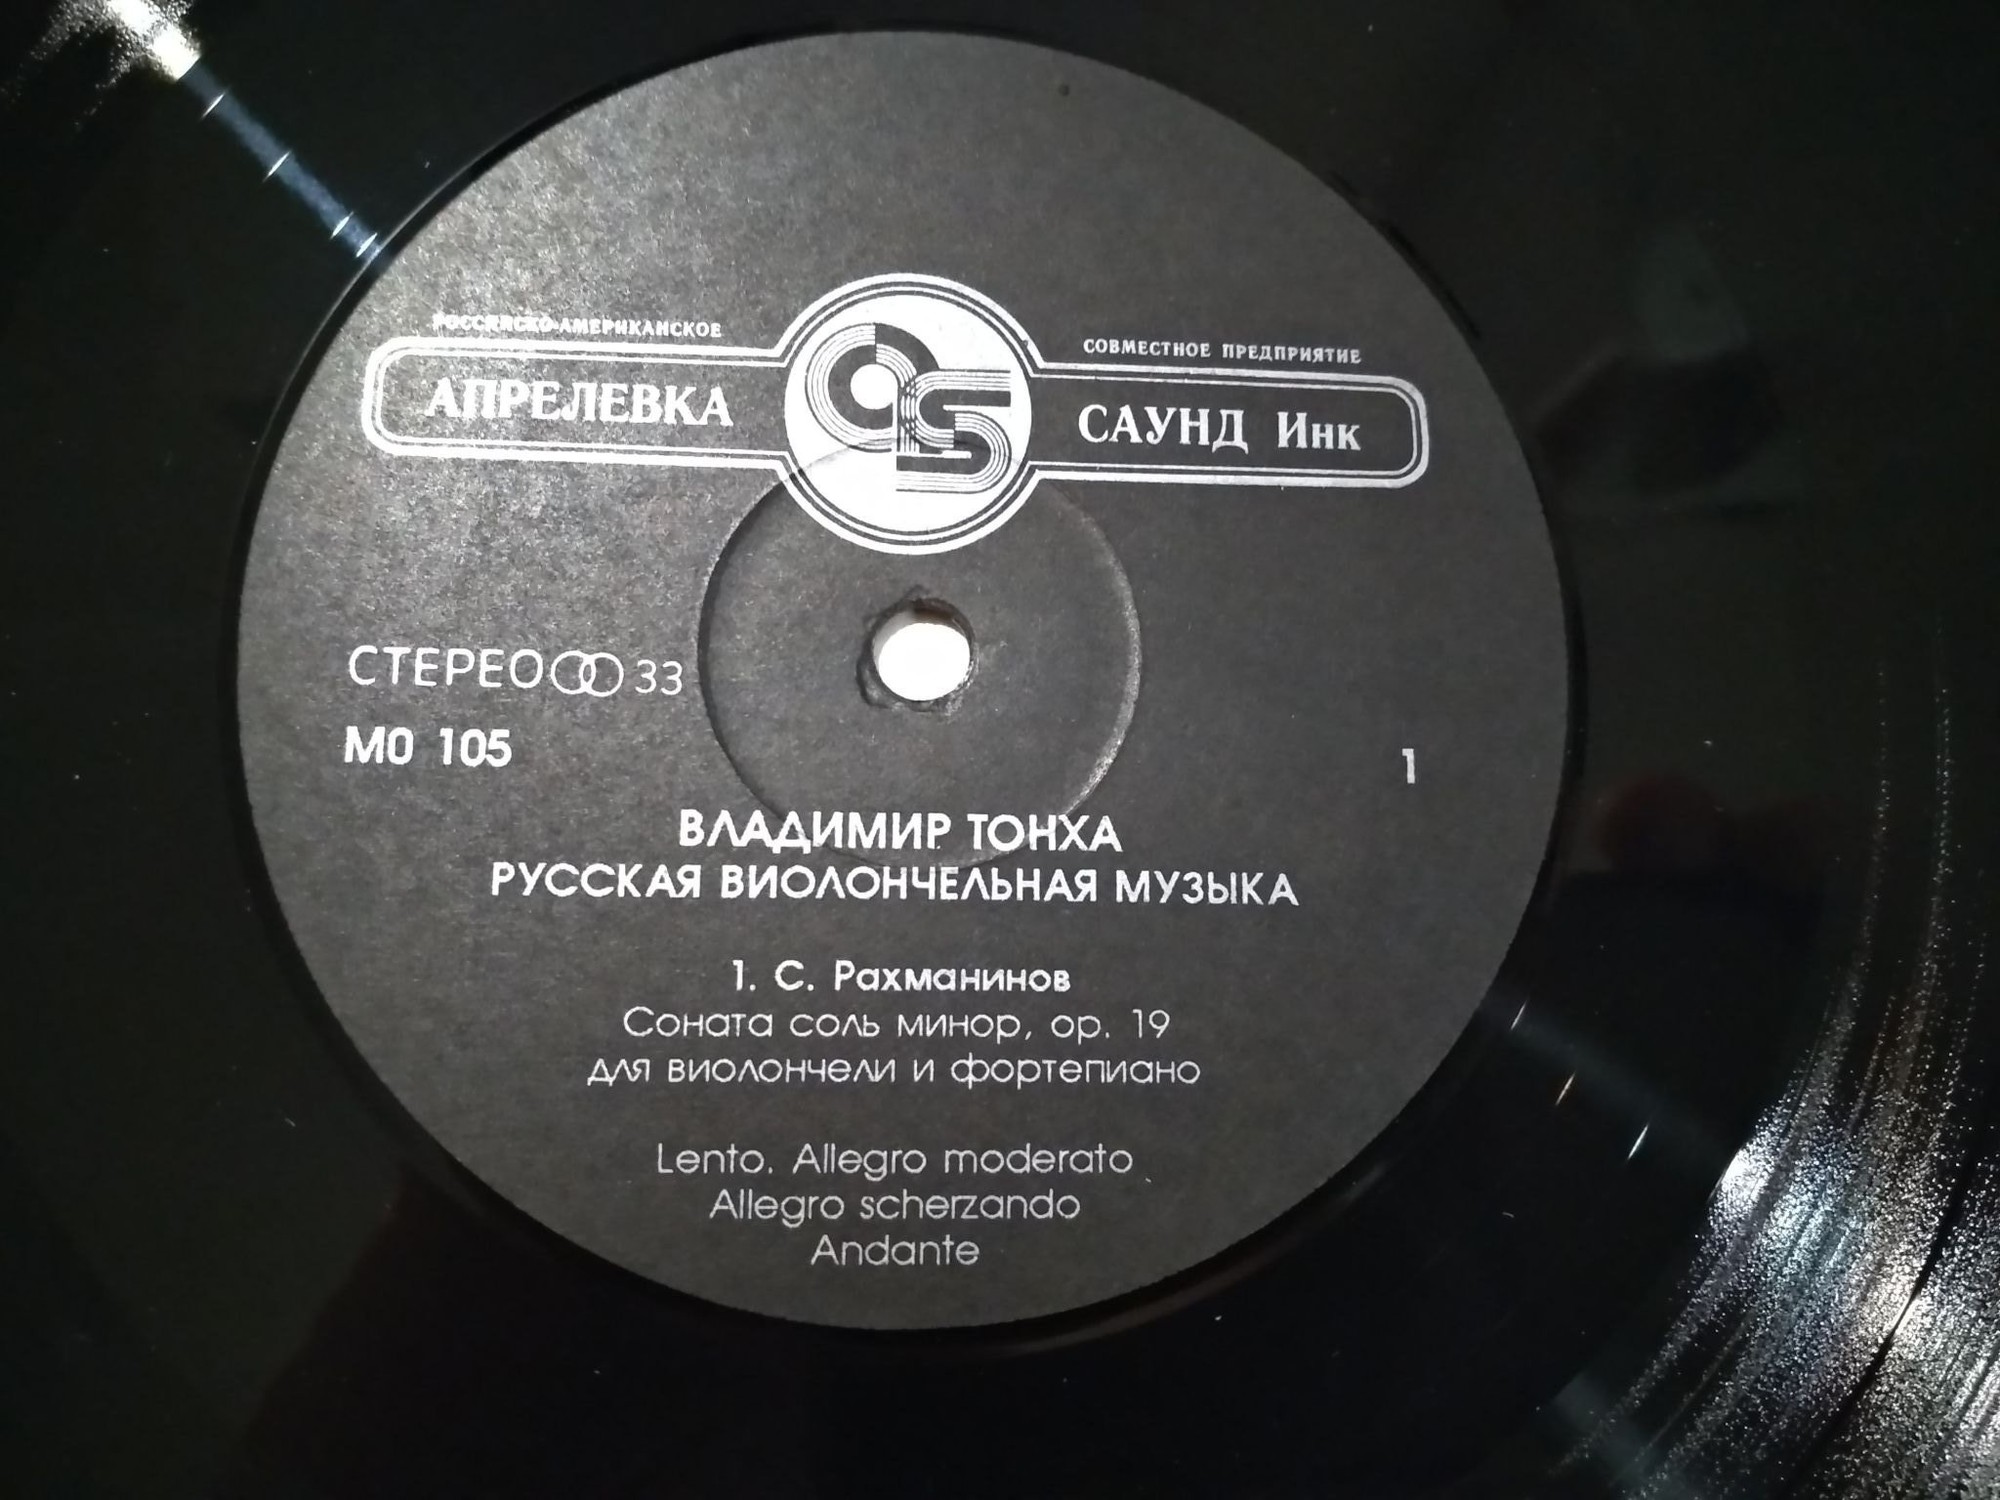 РОССИЙСКО-АМЕРИКАНСКОЕ СОВМЕСТНОЕ ПРЕДПРИЯТИЕ
АПРЕЛЕВКА САУНД Инк
СТЕРЕО 33
МО 105
1
ВЛАДИМИР ТОНХА
РУССКАЯ ВИОЛОНЧЕЛЬНАЯ МУЗЫКА
1. С. Рахманинов
Соната соль минор, ор. 19
для виолончели и фортепиано
Lento. Allegro moderato
Allegro scherzando
Andante